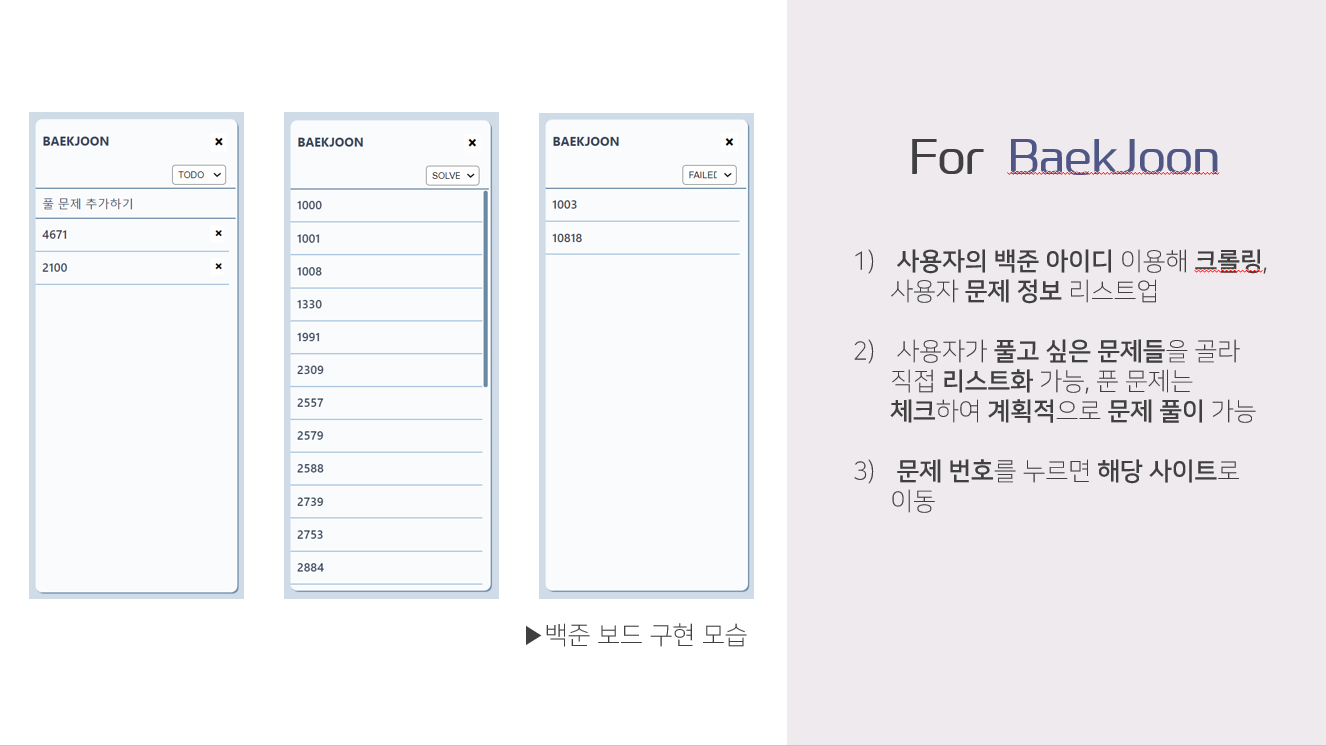 BAEKJOON ×
TODO
풀 문제 추가하기
4671 ×
2100 ×
BAEKJOON ×
SOLVE
1000
1001
1008
1330
1991
2309
2557
2579
2588
2739
2753
2884
BAEKJOON ×
FAILED
1003
10818
▶백준 보드 구현 모습
For BaekJoon
1) 사용자의 백준 아이디 이용해 크롤링,
사용자 문제 정보 리스트업
2) 사용자가 풀고 싶은 문제들을 골라
직접 리스트화 가능, 푼 문제는
체크하여 계획적으로 문제 풀이 가능
3) 문제 번호를 누르면 해당 사이트로
이동